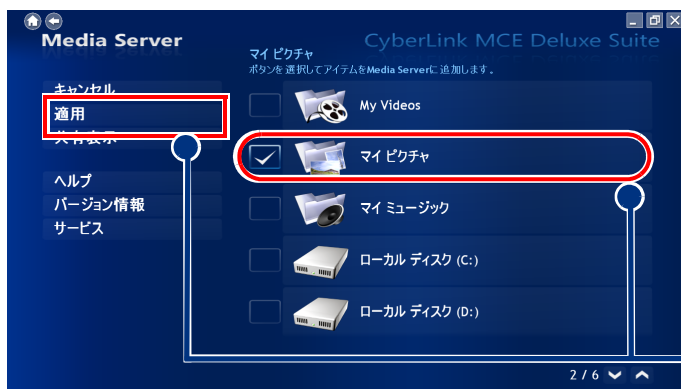 Media Server
CyberLink MCE Deluxe Suite
マイ ピクチャ
ボタンを選択してアイテムをMedia Serverに追加します。
キャンセル
適用
共有表示
ヘルプ
バージョン情報
サービス
My Videos
マイ ピクチャ
マイ ミュージック
ローカル ディスク (C:)
ローカル ディスク (D:)
2 / 6